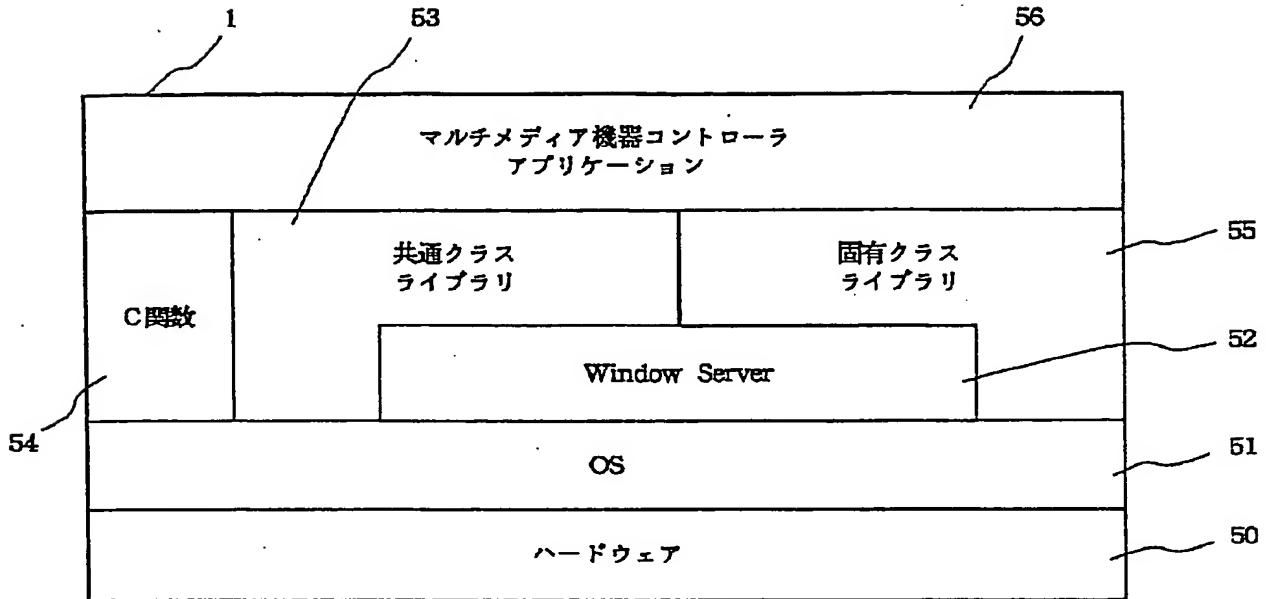 1
53
56
マルチメディア機器コントローラ
アプリケーション
共通クラス
ライブラリ
固有クラス
ライブラリ
55
C関数
Window Server
52
54
OS
51
ハードウェア
50